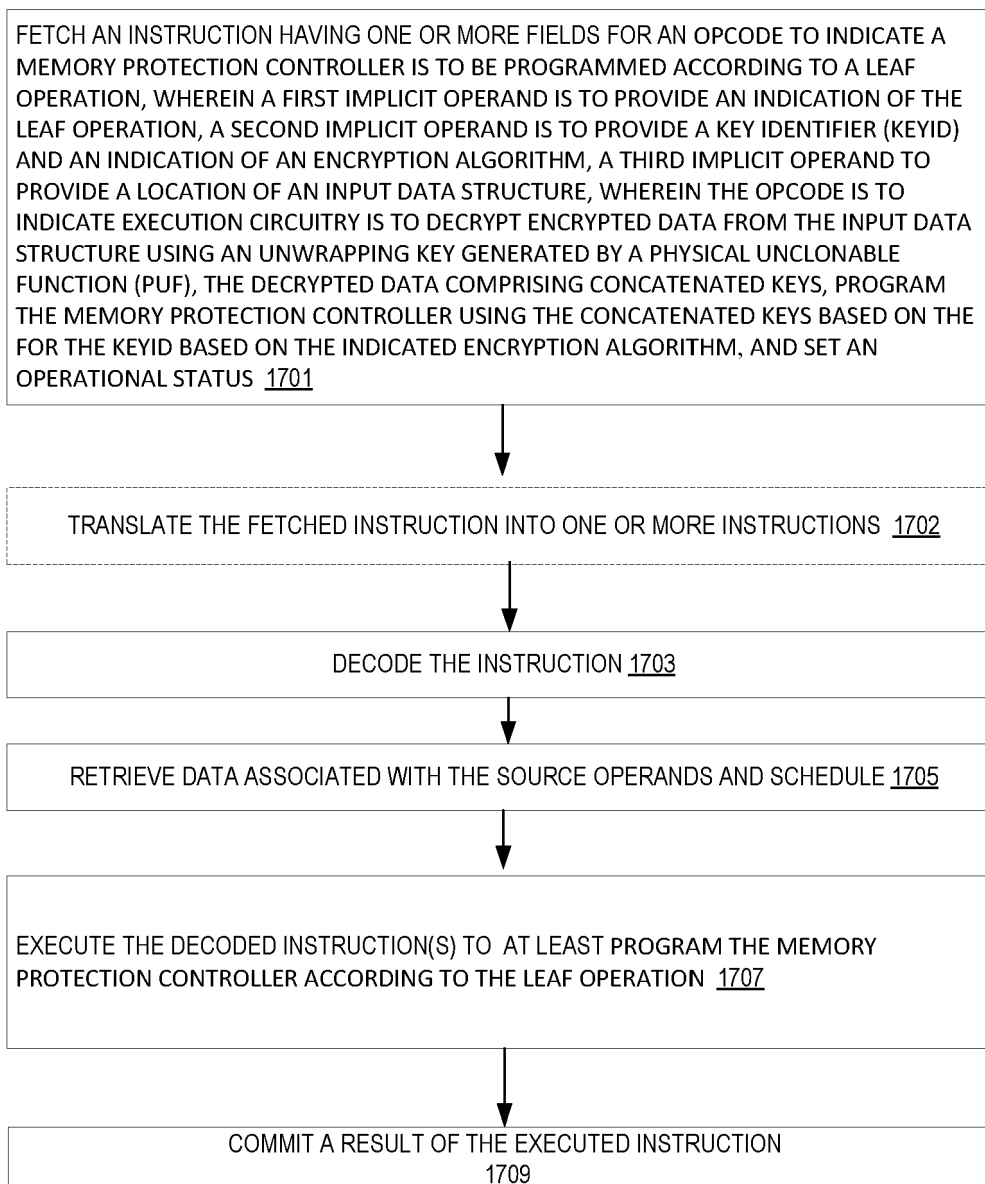 FETCH AN INSTRUCTION HAVING ONE OR MORE FIELDS FOR AN OPCODE TO INDICATE A
MEMORY PROTECTION CONTROLLER IS TO BE PROGRAMMED ACCORDING TO A LEAF
OPERATION, WHEREIN A FIRST IMPLICIT OPERAND IS TO PROVIDE AN INDICATION OF THE
LEAF OPERATION, A SECOND IMPLICIT OPERAND IS TO PROVIDE A KEY IDENTIFIER (KEYID)
AND AN INDICATION OF AN ENCRYPTION ALGORITHM, A THIRD IMPLICIT OPERAND TO
PROVIDE A LOCATION OF AN INPUT DATA STRUCTURE, WHEREIN THE OPCODE IS TO
INDICATE EXECUTION CIRCUITRY IS TO DECRYPT ENCRYPTED DATA FROM THE INPUT DATA
STRUCTURE USING AN UNWRAPPING KEY GENERATED BY A PHYSICAL UNCLONABLE
FUNCTION (PUF), THE DECRYPTED DATA COMPRISING CONCATENATED KEYS, PROGRAM
THE MEMORY PROTECTION CONTROLLER USING THE CONCATENATED KEYS BASED ON THE
FOR THE KEYID BASED ON THE INDICATED ENCRYPTION ALGORITHM, AND SET AN
OPERATIONAL STATUS 1701
TRANSLATE THE FETCHED INSTRUCTION INTO ONE OR MORE INSTRUCTIONS 1702
DECODE THE INSTRUCTION 1703
RETRIEVE DATA ASSOCIATED WITH THE SOURCE OPERANDS AND SCHEDULE 1705
EXECUTE THE DECODED INSTRUCTION(S) TO AT LEAST PROGRAM THE MEMORY
PROTECTION CONTROLLER ACCORDING TO THE LEAF OPERATION 1707
COMMIT A RESULT OF THE EXECUTED INSTRUCTION
1709